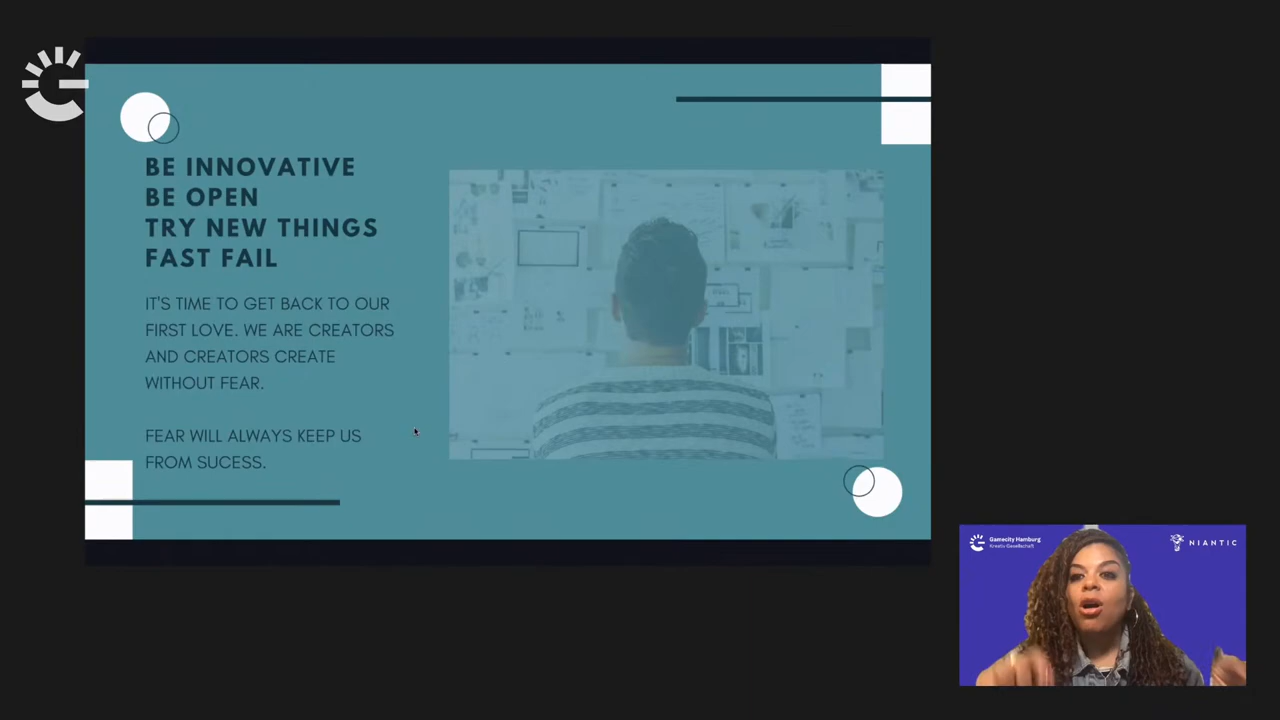 BE INNOVATIVE
BE OPEN
TRY NEW THINGS
FAST FAIL
IT'S TIME TO GET BACK TO OUR
FIRST LOVE. WE ARE CREATORS
AND CREATORS CREATE
WITHOUT FEAR.
FEAR WILL ALWAYS KEEP US
FROM SUCESS.
Gamecity Hamburg
Kreativ Gesellschaft
NIANTIC